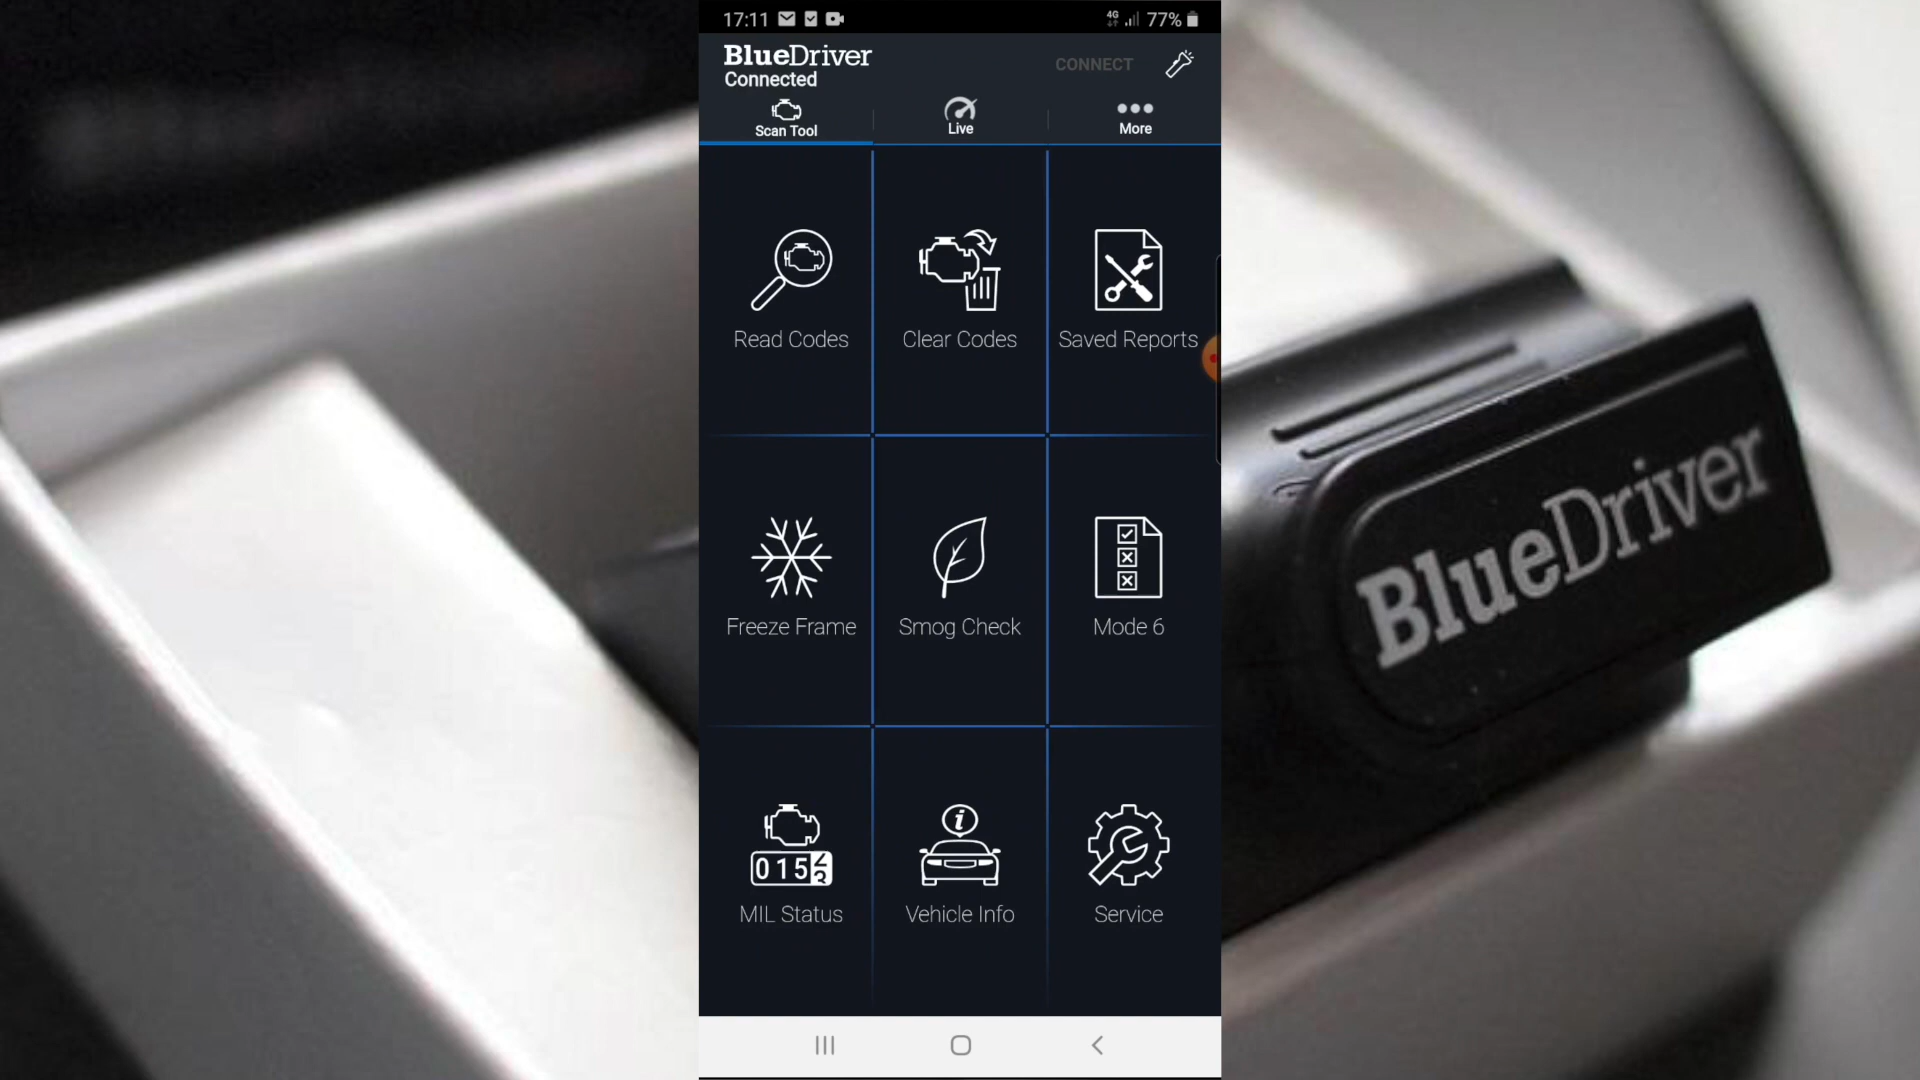 17:11
4G
77%
BlueDriver
Connected
CONNECT
Scan Tool
Live
More
Read Codes
Clear Codes
Saved Reports
Freeze Frame
Smog Check
Mode 6
015
MIL Status
Vehicle Info
Service
BlueDriver